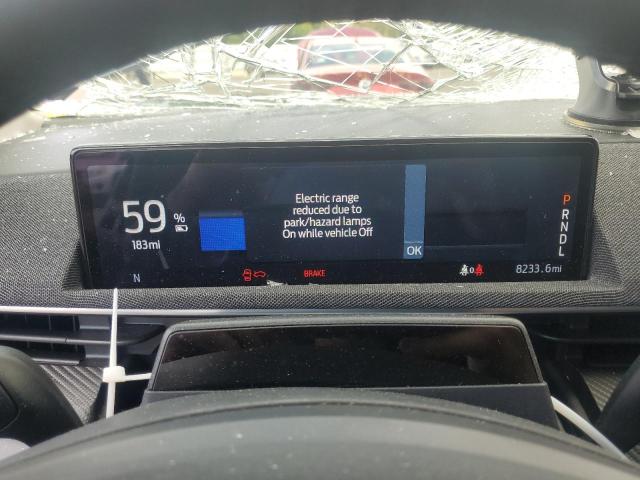 59 %
183mi
Electric range
reduced due to
park/hazard lamps
On while vehicle Off
OK
P
R
N
D
L
N
BRAKE
0
8233.6mi